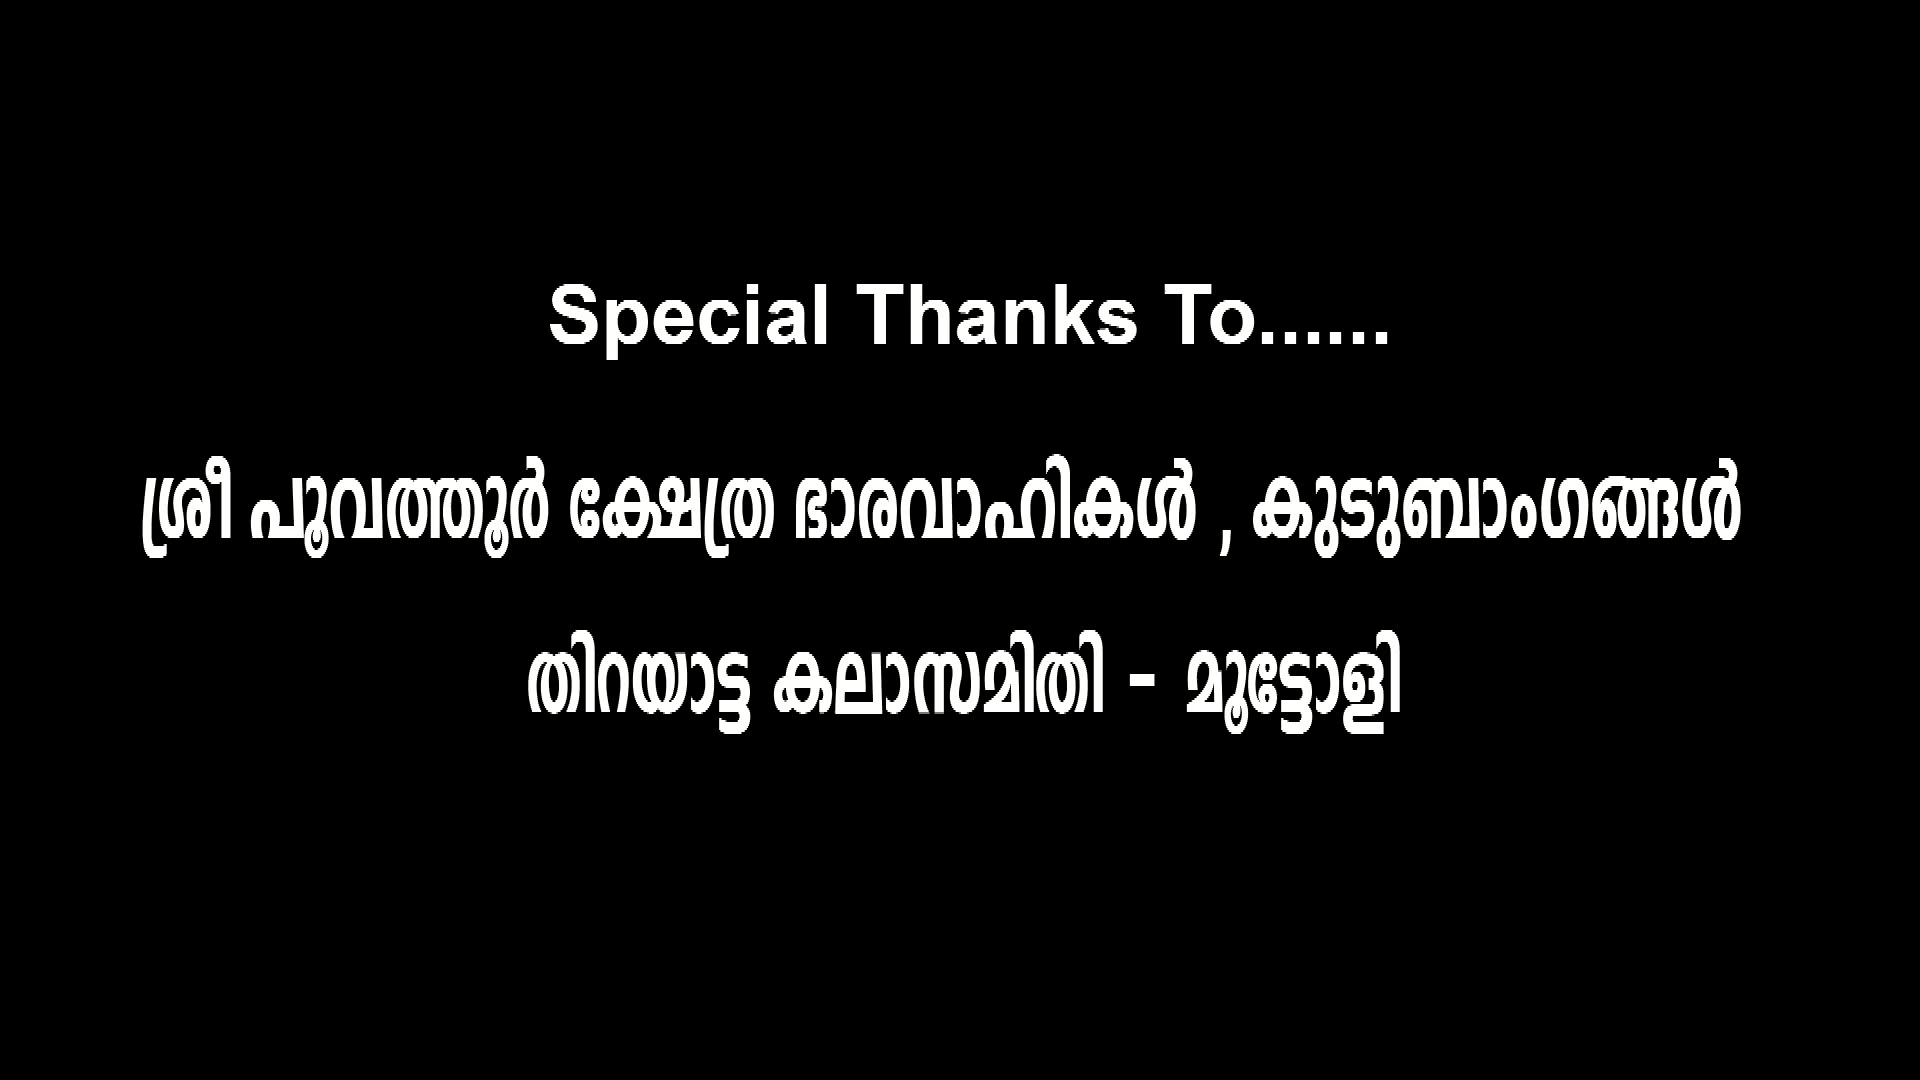 Special Thanks To......
ശ്രീ പൂവത്തൂർ ക്ഷേത്ര ഭാരവാഹികൾ , കുടുബാംഗങ്ങൾ
തിറയാട്ട കലാസമിതി - മൂട്ടോളി